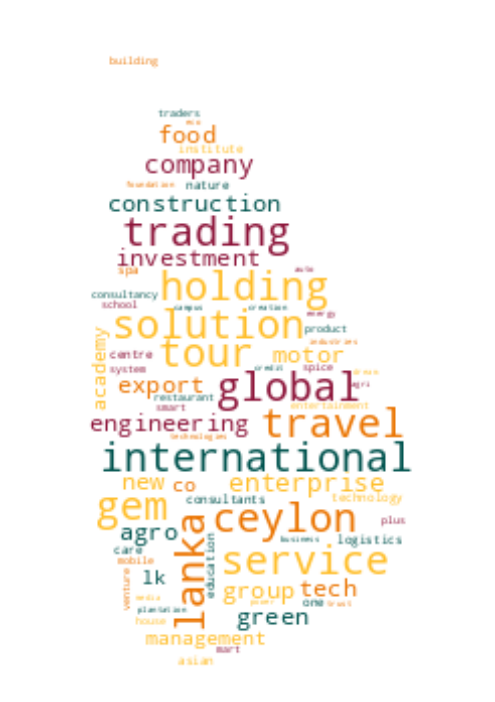 building
traders
eco
food
institute
company
foundation nature
construction
trading
investment
spa auto
holding
consultancy
school campus creation energy
solution product
academy
industries
tour motor
centre
system credit spice dream
export global agri
restaurant
smart entertainment
engineering travel
technologies
international
new co enterprise
consultants technology
gem ceylon plus
agro lanka education business logistics
care service
mobile
lk venture
group tech
media power one trust
plantation
house green
management
mart
asian